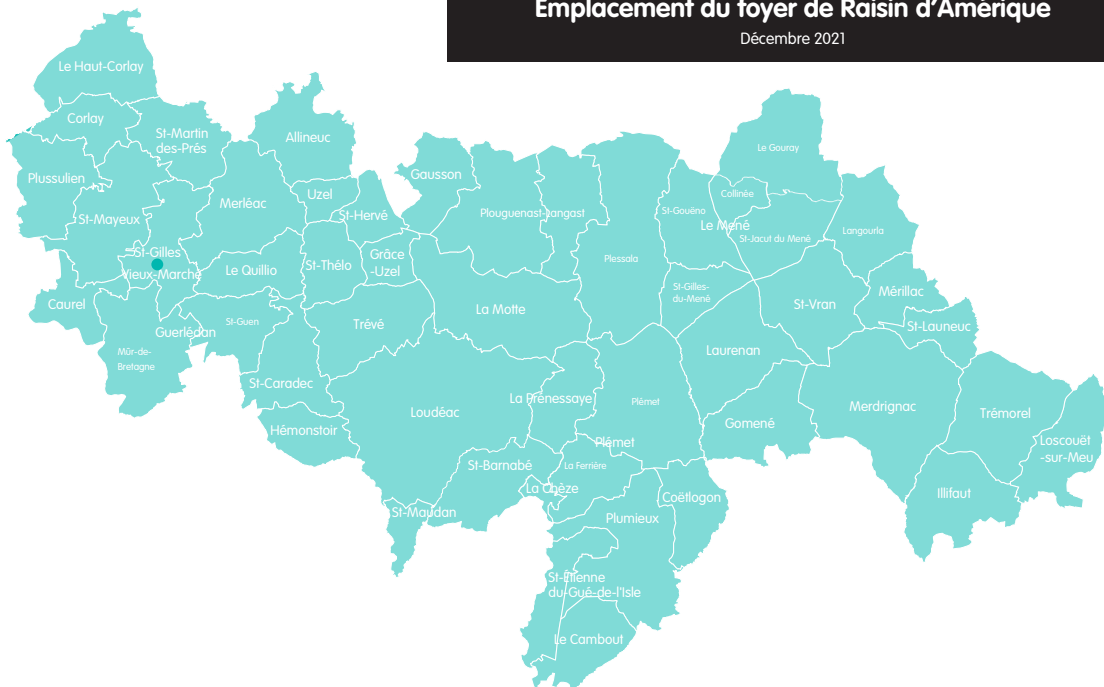 Emplacement du foyer de Raisin d'Amérique
Décembre 2021
Le Haut-Corlay
Corlay
St-Martin
des-Prés
Allineuc
Le Gouray
Plussulien
Gausson
Uzel
Collinée
Merléac
St-Hervé
Plouguenast-Langast
St-Gouëno
Le Mené
St-Jacut du Mené
Langourla
St-Mayeux
St-Gilles
Vieux-Marché
Le Quillio
St-Thélo
Grâce
-Uzel
Plessala
St-Gilles-
du-Mené
Mérillac
Caurel
La Motte
St-Vran
Guerlédan
St-Guen
Trévé
St-Launeuc
Mûr-de-
Bretagne
Laurenan
St-Caradec
La Prénessaye
Plémet
Merdrignac
Loudéac
Trémorel
Hémonstoir
Gomené
Plémet
Loscouët
-sur-Meu
St-Barnabé
La Ferrière
La Chèze
Coëtlogon
Illifaut
St-Maudan
Plumieux
St-Étienne
du-Gué-de-l'Isle
Le Cambout